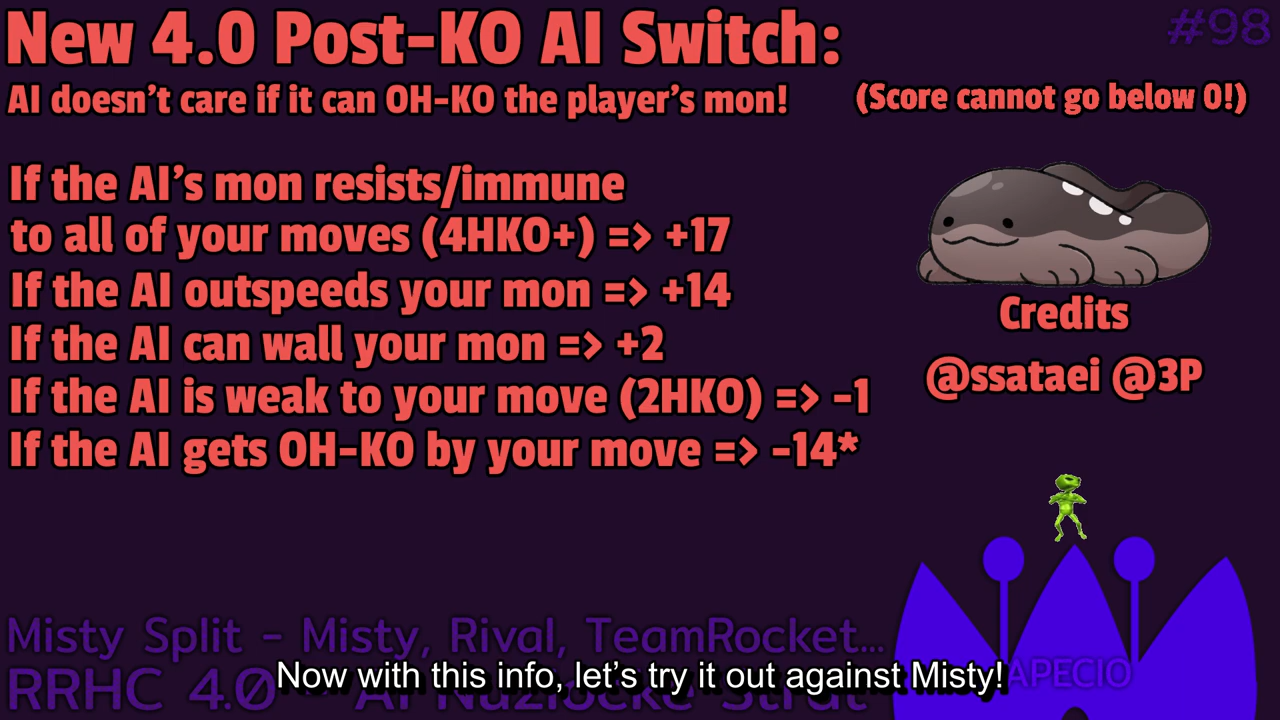 New 4.0 Post-KO AI Switch:
#98
AI doesn't care if it can OH-KO the player's mon!
(Score cannot go below 0!)
If the AI's mon resists/immune
to all of your moves (4HKO+) => +17
If the AI outspeeds your mon => +14
If the AI can wall your mon => +2
If the AI is weak to your move (2HKO) => -1
If the AI gets OH-KO by your move => -14*
Credits
@ssataei @3P
Misty Split - Misty, Rival, TeamRocket...
RRHC 4.0 AI Nuzlocke Strat
APECIO
Now with this info, let's try it out against Misty!